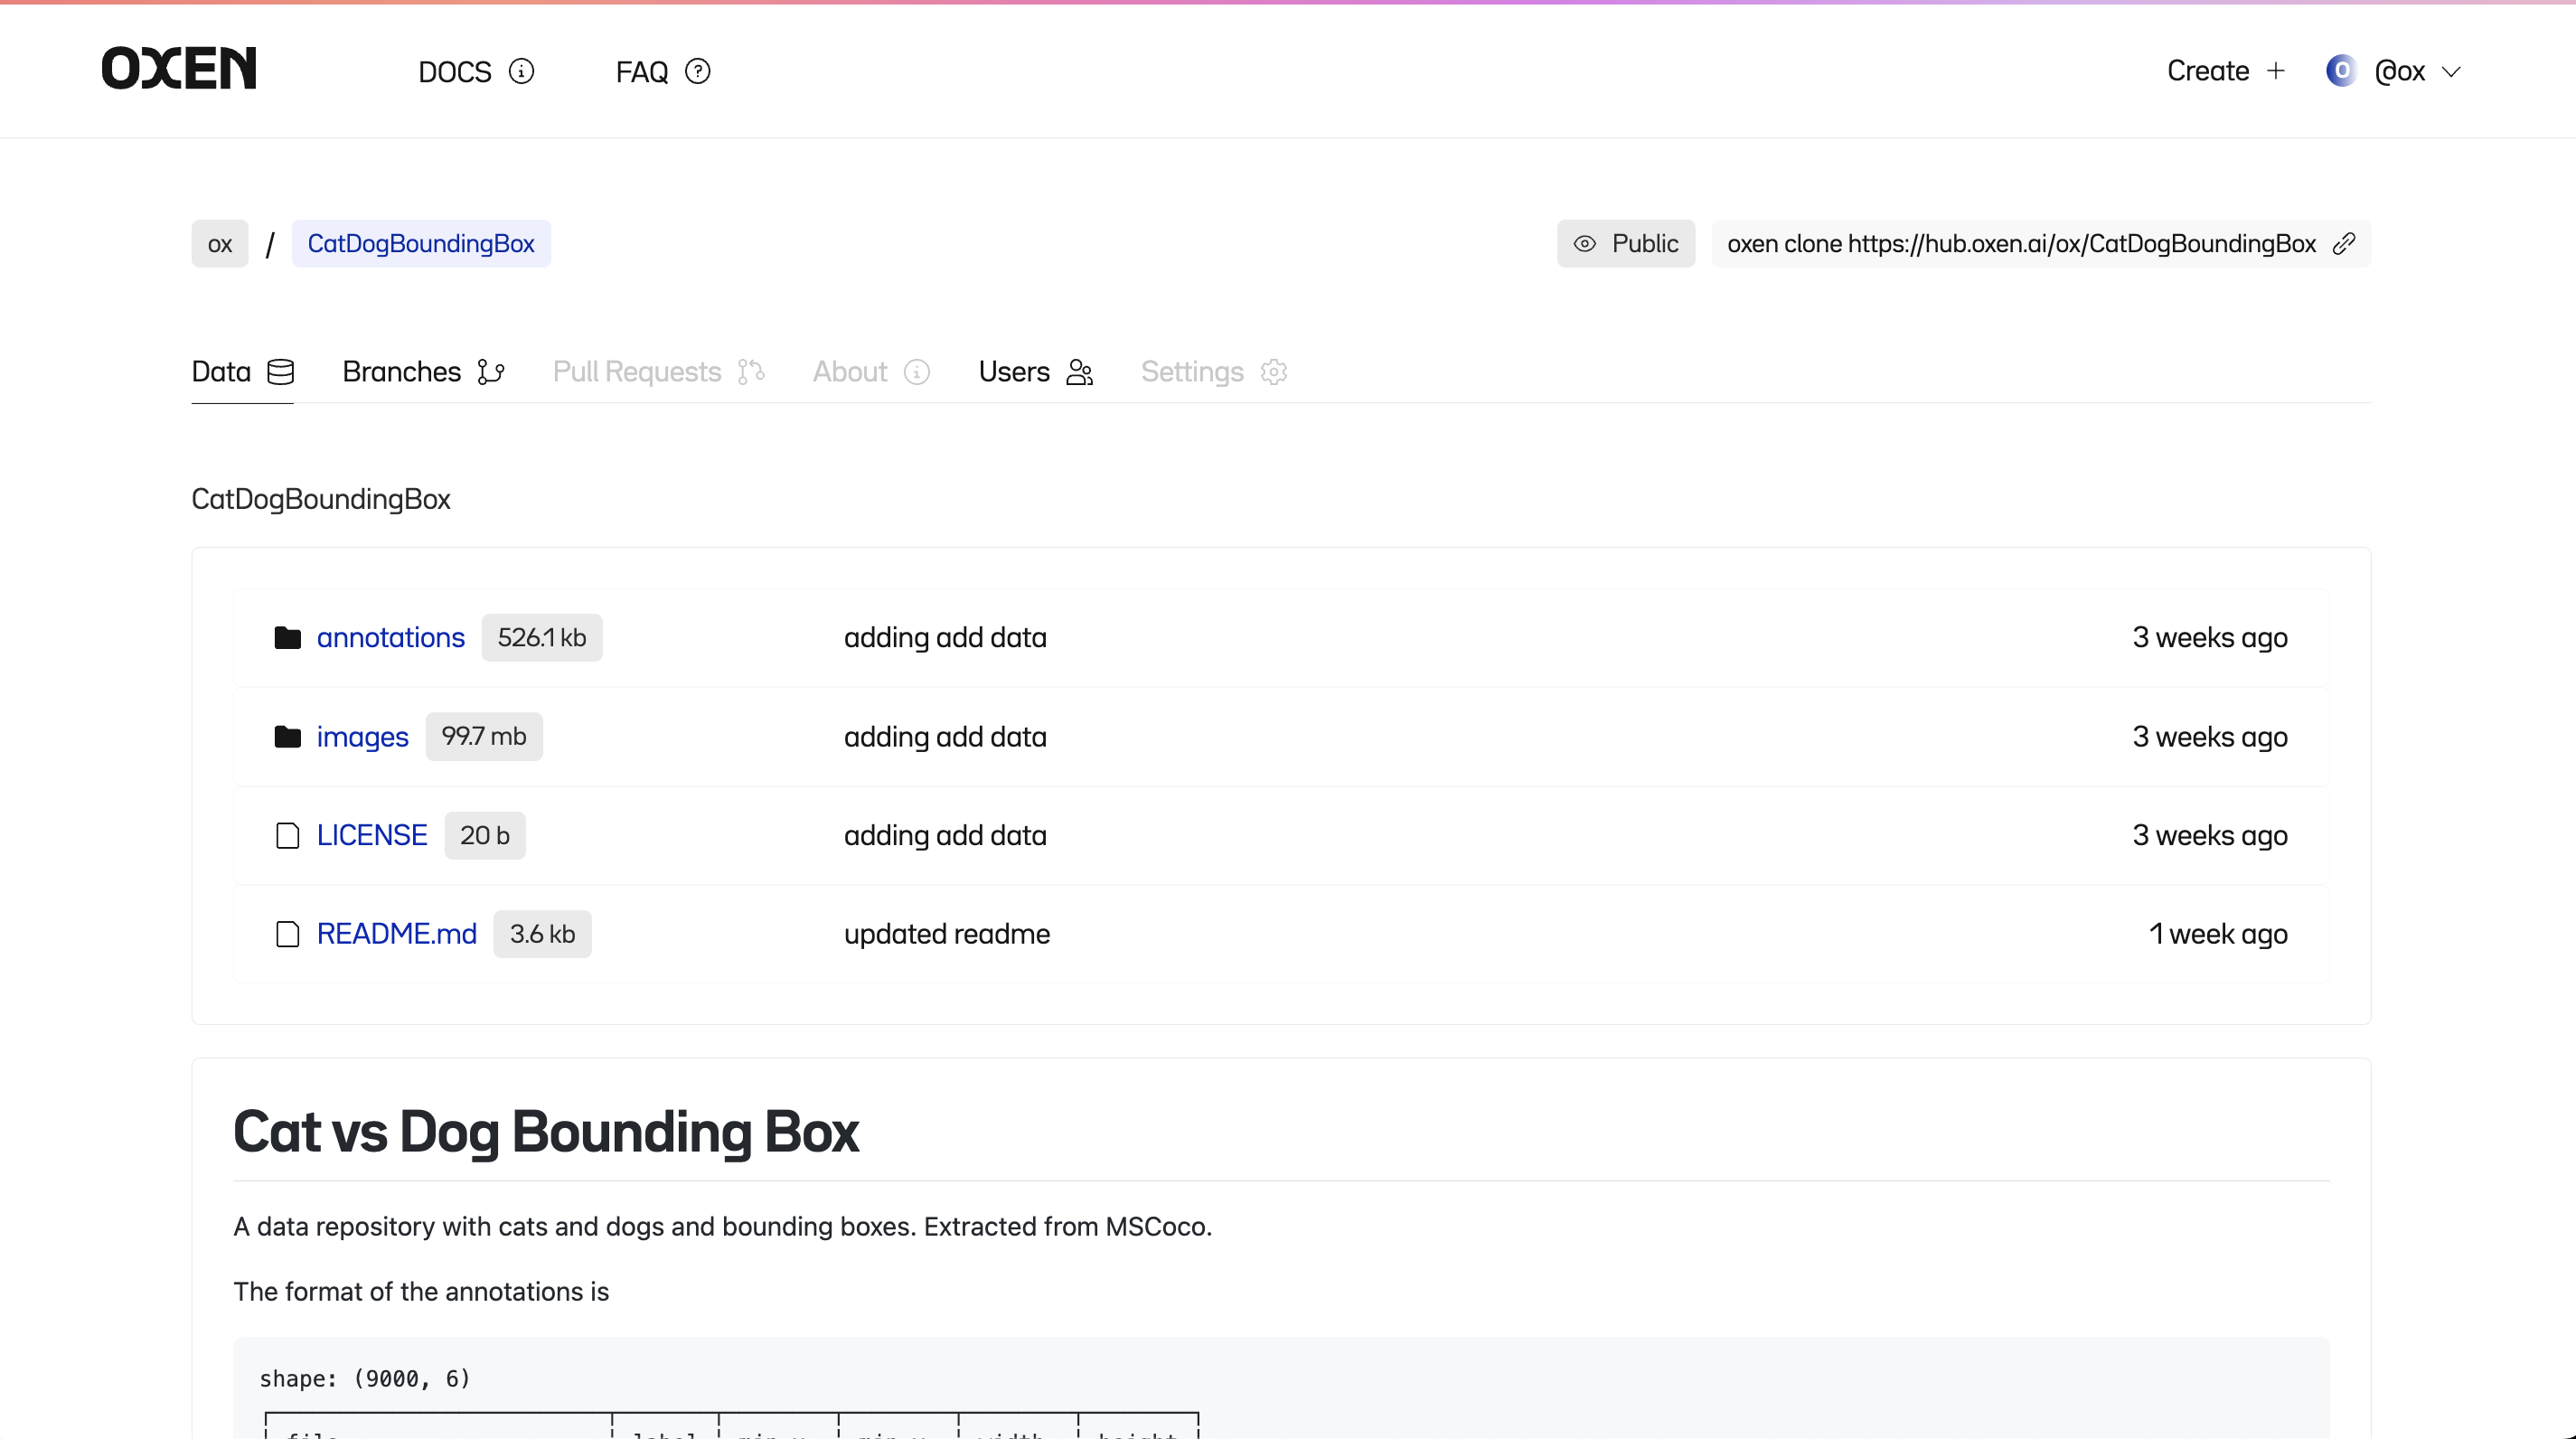 OXEN DOCS FAQ Create + O @ox
ox / CatDogBoundingBox Public oxen clone https://hub.oxen.ai/ox/CatDogBoundingBox
Data Branches Pull Requests About Users Settings
CatDogBoundingBox
annotations 526.1 kb adding add data 3 weeks ago
images 99.7 mb adding add data 3 weeks ago
LICENSE 20 b adding add data 3 weeks ago
README.md 3.6 kb updated readme 1 week ago
Cat vs Dog Bounding Box
A data repository with cats and dogs and bounding boxes. Extracted from MSCoco.
The format of the annotations is
shape: (9000, 6)